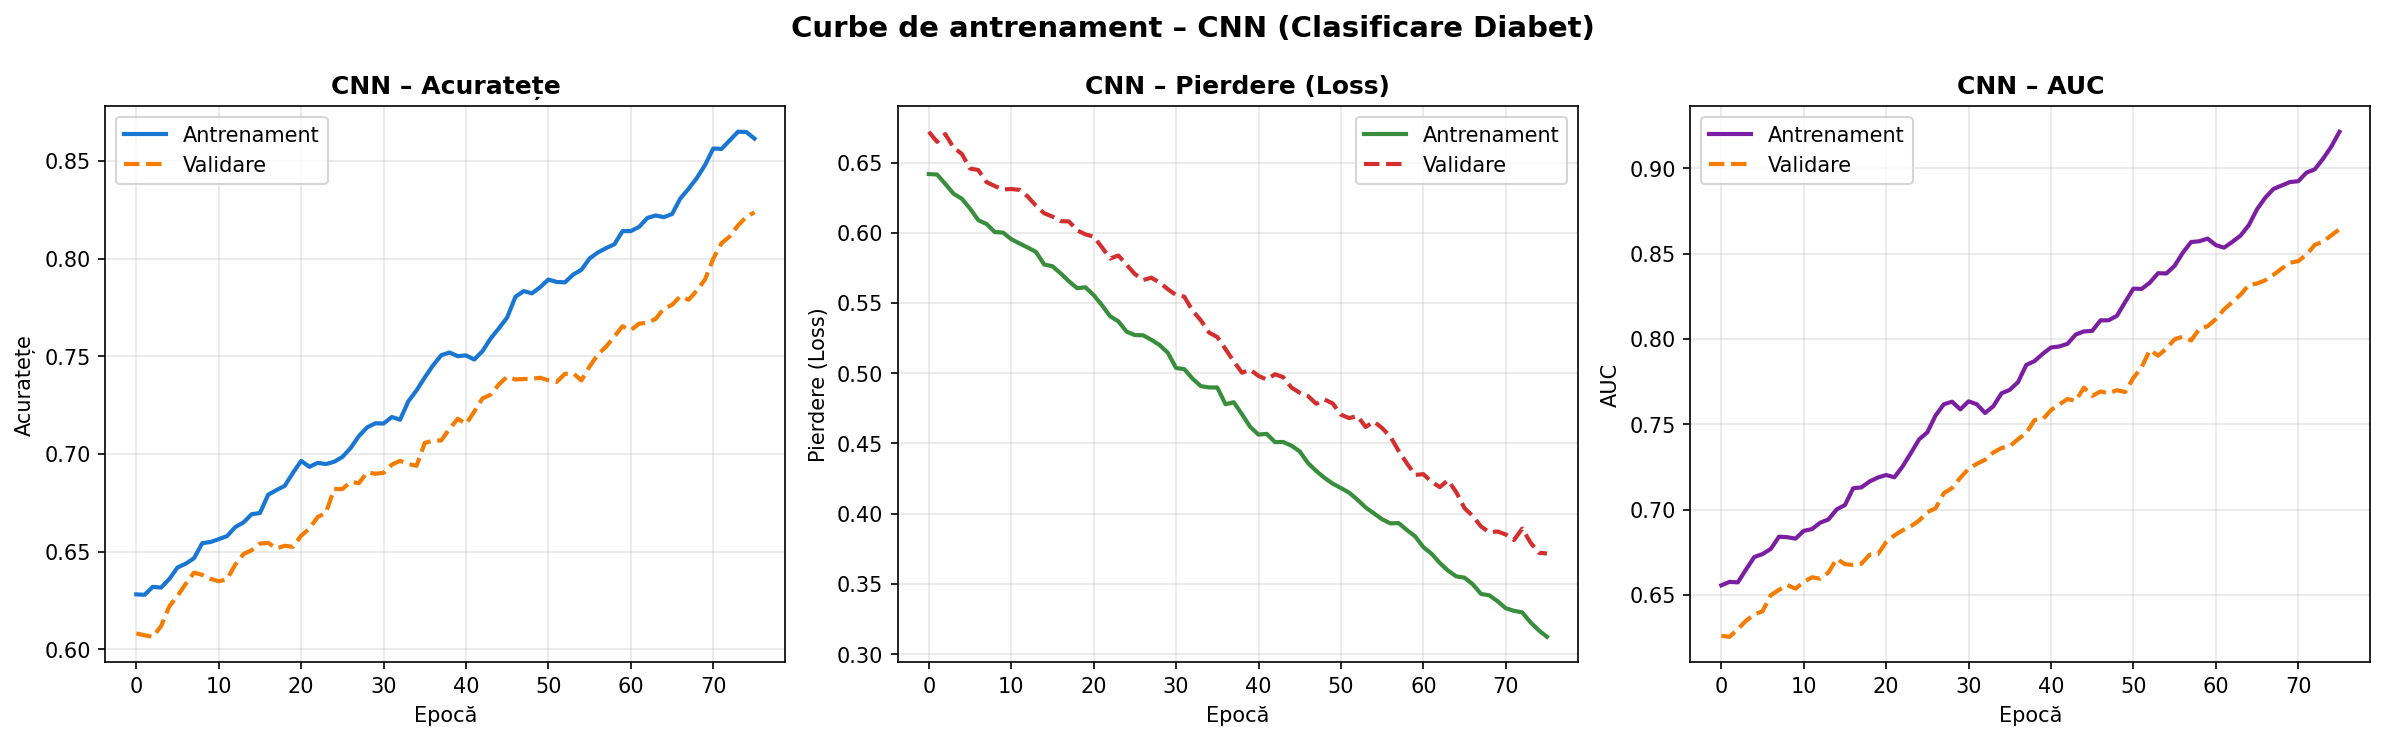 Curbe de antrenament – CNN (Clasificare Diabet)
CNN – Acuratețe
Antrenament
Validare
Acuratețe
0.85
0.80
0.75
0.70
0.65
0.60
0 10 20 30 40 50 60 70
Epocă
CNN – Pierdere (Loss)
Antrenament
Validare
Pierdere (Loss)
0.65
0.60
0.55
0.50
0.45
0.40
0.35
0.30
0 10 20 30 40 50 60 70
Epocă
CNN – AUC
Antrenament
Validare
AUC
0.90
0.85
0.80
0.75
0.70
0.65
0 10 20 30 40 50 60 70
Epocă